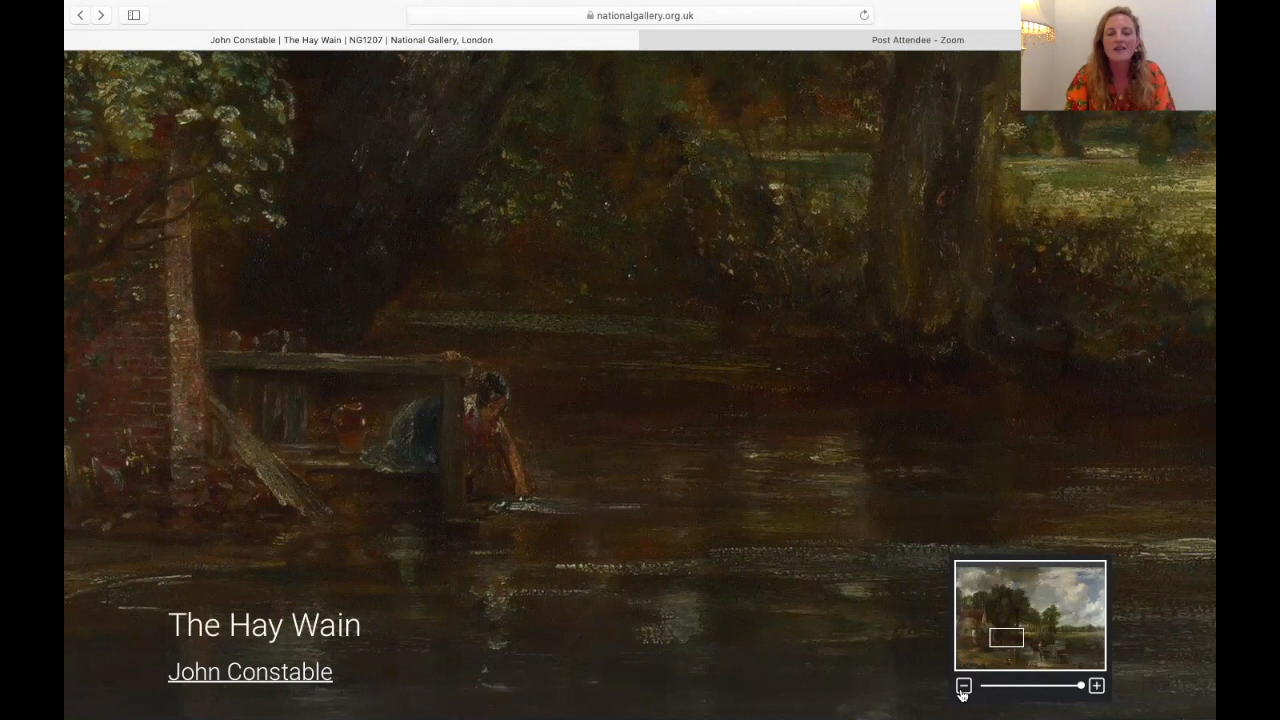 nationalgallery.org.uk
John Constable | The Hay Wain | NG1207 | National Gallery, London
Post Attendee - Zoom
The Hay Wain
John Constable